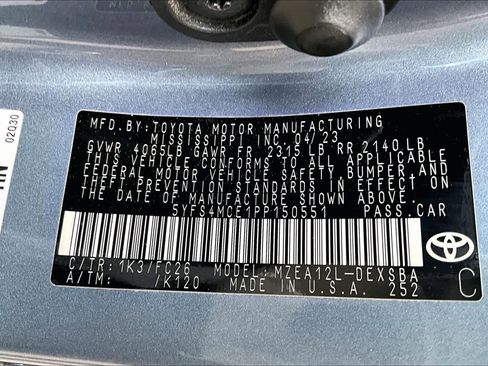 MFD. BY: TOYOTA MOTOR MANUFACTURING
MISSISSIPPI INC. 04/23
GVWR 4065LB GAWR FR 2315LB RR 2140LB
THIS VEHICLE CONFORMS TO ALL APPLICABLE
FEDERAL MOTOR VEHICLE SAFETY, BUMPER, AND
THEFT PREVENTION STANDARDS IN EFFECT ON
THE DATE OF MANUFACTURE SHOWN ABOVE.
5YFS4MCE1PP150551 PASS.CAR
C/TR:1K3/FC26 MODEL:MZEA12L-DEXSBA
A/TM: /K120 MADE IN U.S.A. 252 C
02Q30